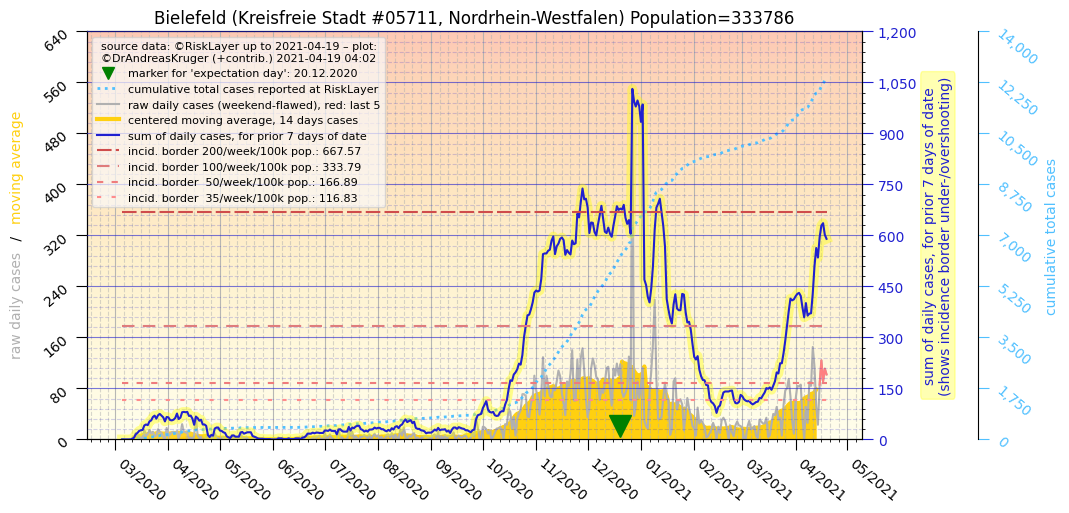 Bielefeld (Kreisfreie Stadt #05711, Nordrhein-Westfalen) Population=333786
source data: ©RiskLayer up to 2021-04-19 – plot:
©DrAndreasKruger (+contrib.) 2021-04-19 04:02
marker for 'expectation day': 20.12.2020
cumulative total cases reported at RiskLayer
raw daily cases (weekend-flawed), red: last 5
centered moving average, 14 days cases
sum of daily cases, for prior 7 days of date
incid. border 200/week/100k pop.: 667.57
incid. border 100/week/100k pop.: 333.79
incid. border  50/week/100k pop.: 166.89
incid. border  35/week/100k pop.: 116.83
raw daily cases / moving average
640
560
480
400
320
240
160
80
0
03/2020
04/2020
05/2020
06/2020
07/2020
08/2020
09/2020
10/2020
11/2020
12/2020
01/2021
02/2021
03/2021
04/2021
05/2021
1,200
1,050
900
750
600
450
300
150
0
sum of daily cases, for prior 7 days of date
(shows incidence border under-/overshooting)
14,000
12,250
10,500
8,750
7,000
5,250
3,500
1,750
0
cumulative total cases